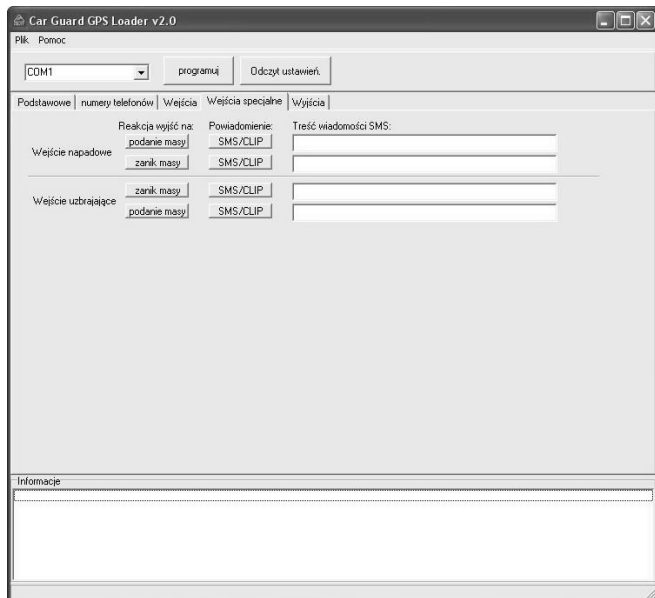 Car Guard GPS Loader v2.0
Plik Pomoc
COM1 programuj Odczyt ustawień.
Podstawowe numery telefonów Wejścia Wejścia specjalne Wyjścia
Reakcja wyjść na: Powiadomienie: Treść wiadomości SMS:
Wejście napadowe
podanie masy SMS/CLIP
zanik masy SMS/CLIP
Wejście uzbrajające
zanik masy SMS/CLIP
podanie masy SMS/CLIP
Informacje